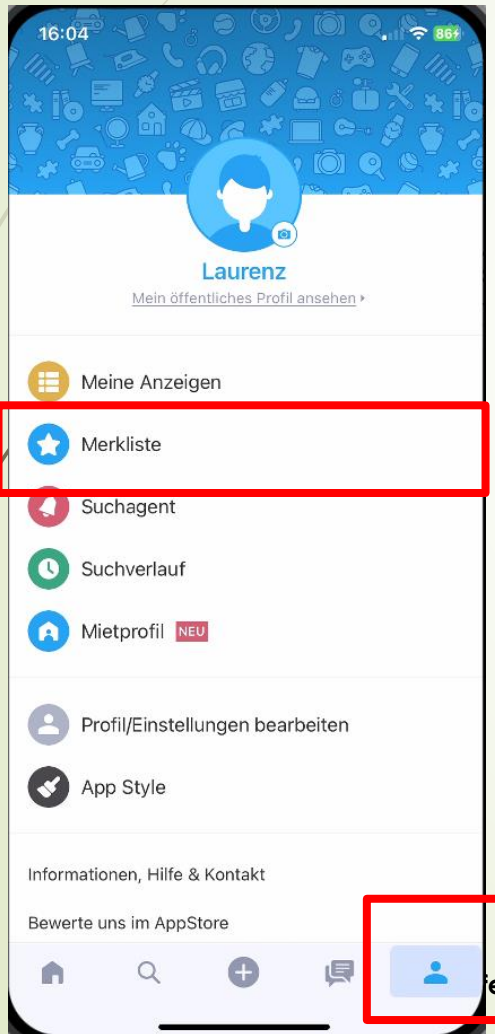 16:04
86
Laurenz
Mein öffentliches Profil ansehen
Meine Anzeigen
Merkliste
Suchagent
Suchverlauf
Mietprofil NEU
Profil/Einstellungen bearbeiten
App Style
Informationen, Hilfe & Kontakt
Bewerte uns im AppStore